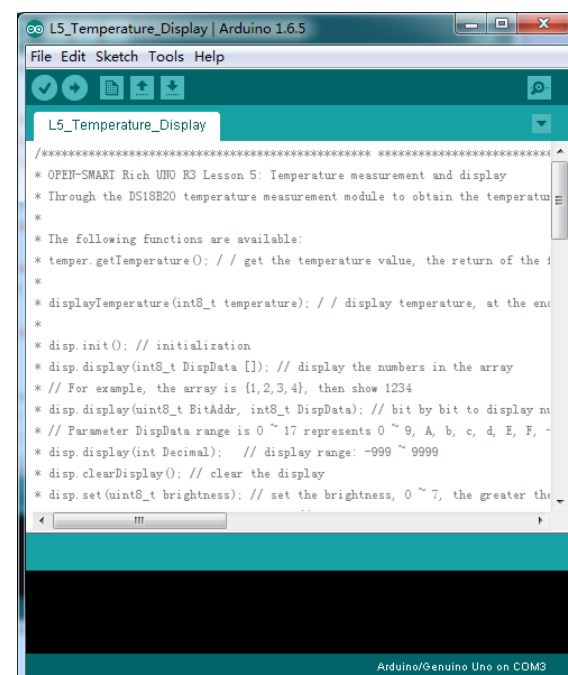 L5_Temperature_Display | Arduino 1.6.5
File Edit Sketch Tools Help
L5_Temperature_Display
/************************************************* **************************
* OPEN-SMART Rich UNO R3 Lesson 5: Temperature measurement and display
* Through the DS18B20 temperature measurement module to obtain the
*
* The following functions are available:
* temper.getTemperature(); / / get the temperature value, the return of the
*
* displayTemperature(int8_t temperature); / / display temperature, at the
*
* disp.init(); // initialization
* disp.display(int8_t DispData []); // display the numbers in the array
* // For example, the array is {1,2,3,4}, then show 1234
* disp.display(uint8_t BitAddr, int8_t DispData); // bit by bit to display
* // Parameter DispData range is 0 ~ 17 represents 0 ~ 9, A, b, c, d, E, F, -
* disp.display(int Decimal); // display range: -999 ~ 9999
* disp.clearDisplay(); // clear the display
* disp.set(uint8_t brightness); // set the brightness, 0 ~ 7, the greater the
Arduino/Genuino Uno on COM3